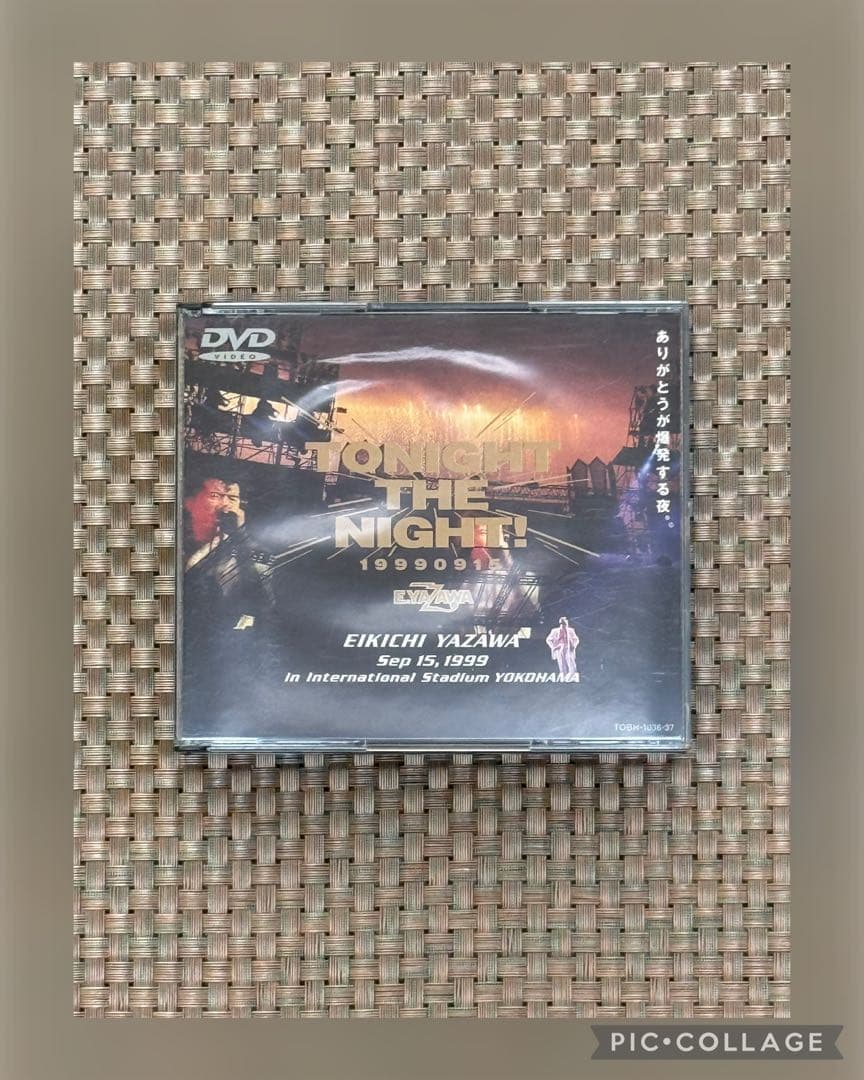 DVD
VIDEO
ありがとうが爆発する夜。
TONIGHT
THE
NIGHT!
19990915
E.YAZAWA
EIKICHI YAZAWA
Sep 15, 1999
in International Stadium YOKOHAMA
TOBH-1036·37
PIC•COLLAGE